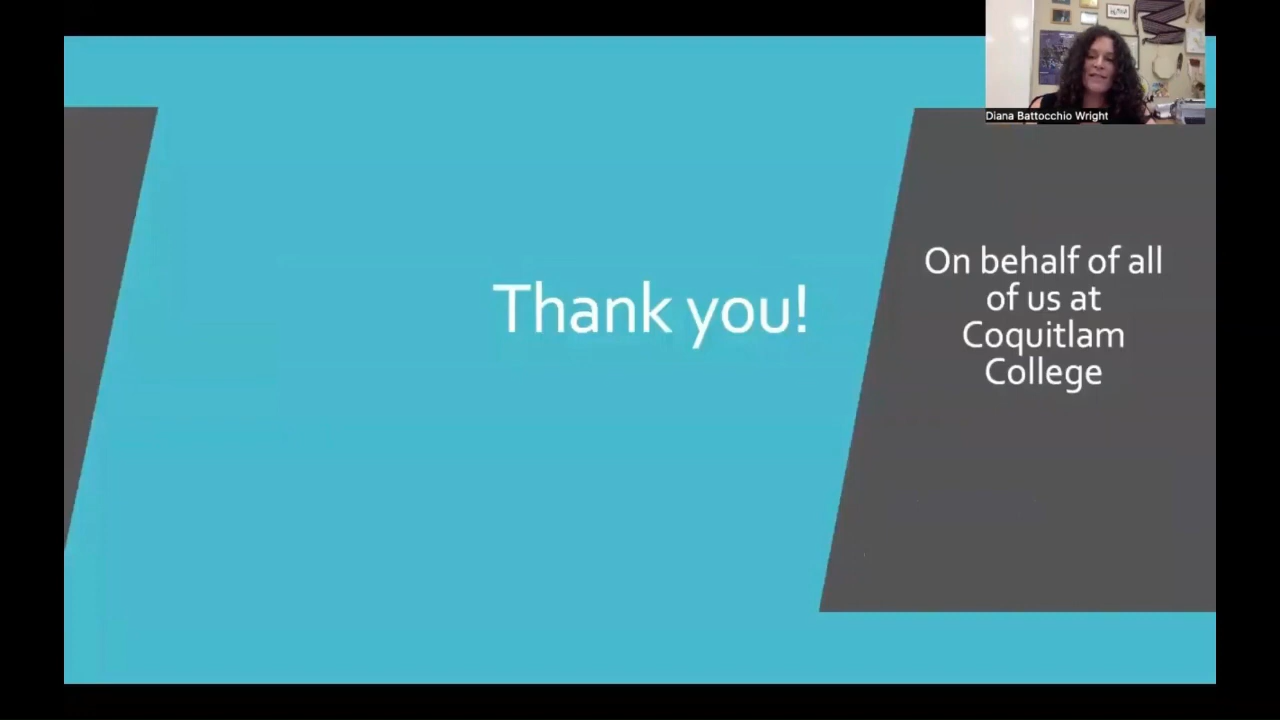 Diana Battocchio Wright
Thank you!
On behalf of all
of us at
Coquitlam
College